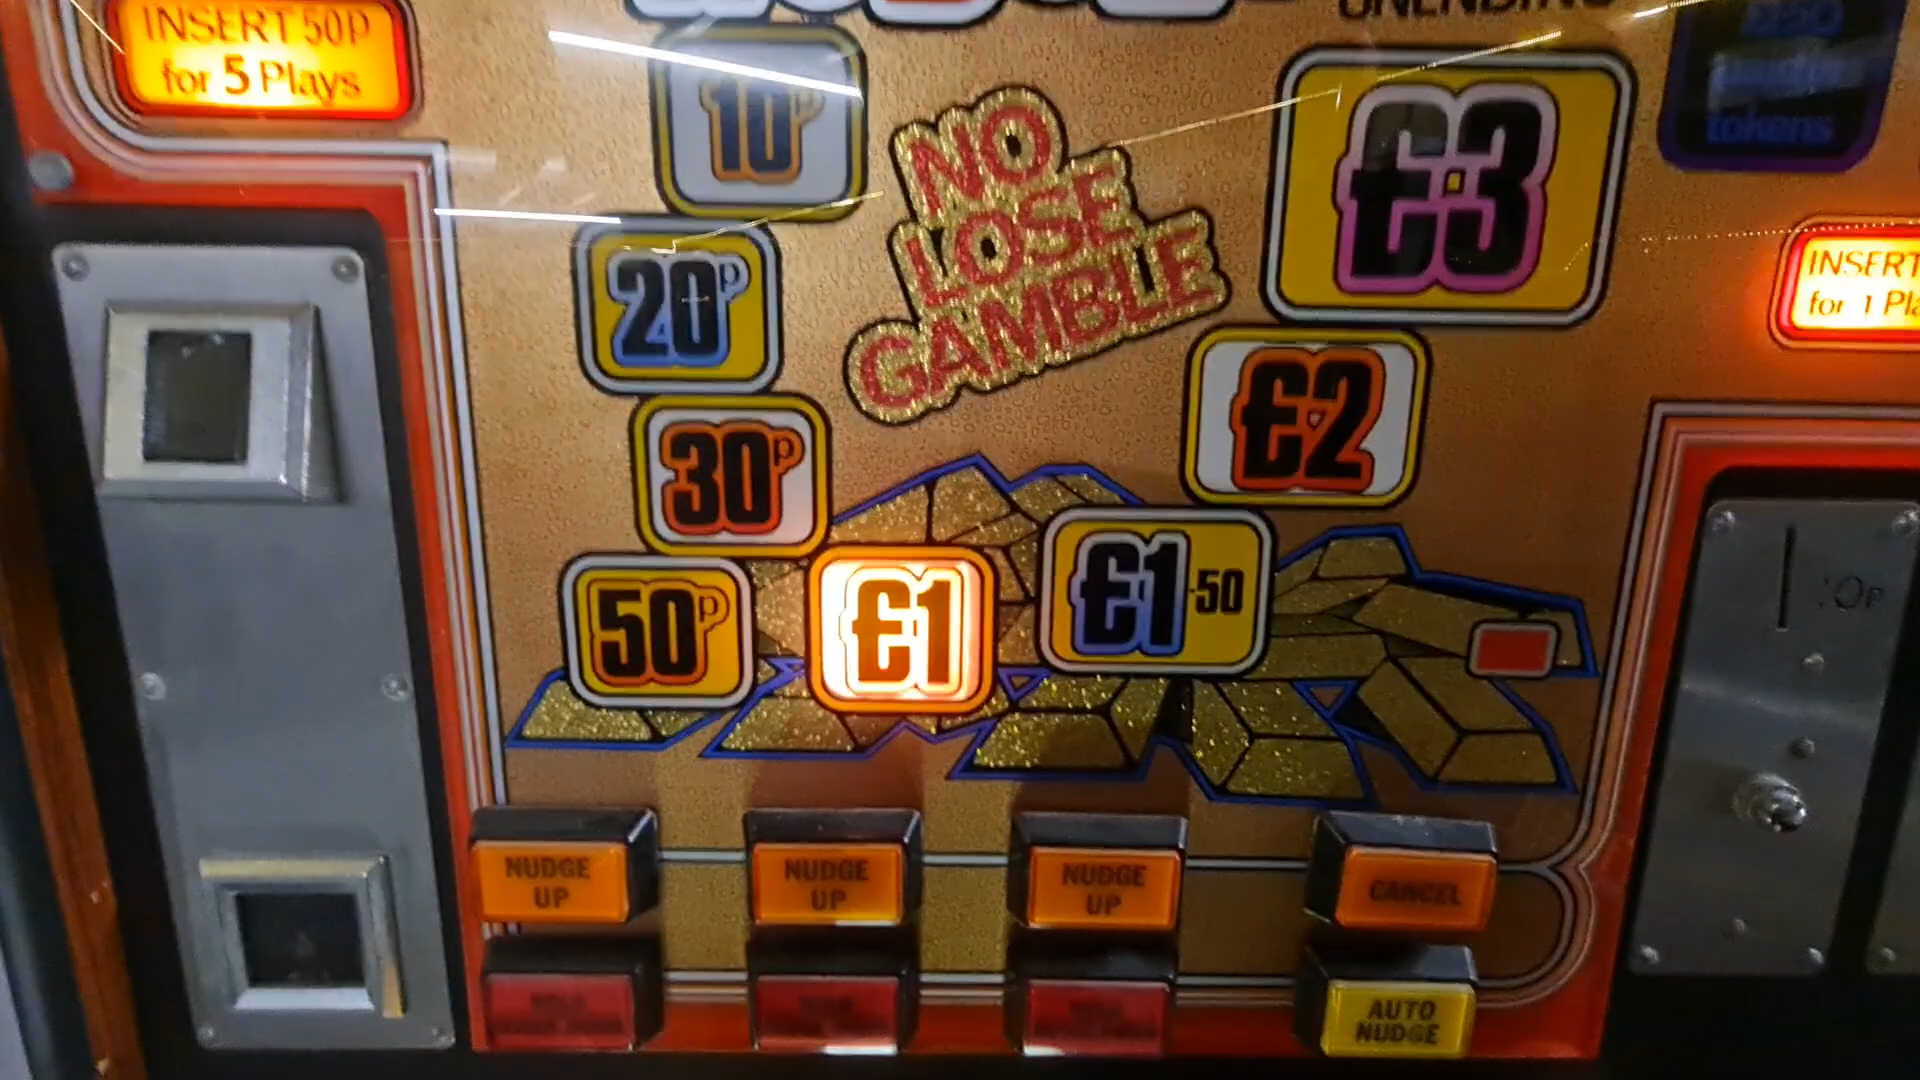 INSERT 50P
for 5 Plays
10P
NO
LOSE
GAMBLE
£3
tokens
20P
INSERT
for 1 Pla
£2
30P
50P
£1
£1·50
NUDGE
UP
NUDGE
UP
NUDGE
UP
CANCEL
AUTO
NUDGE